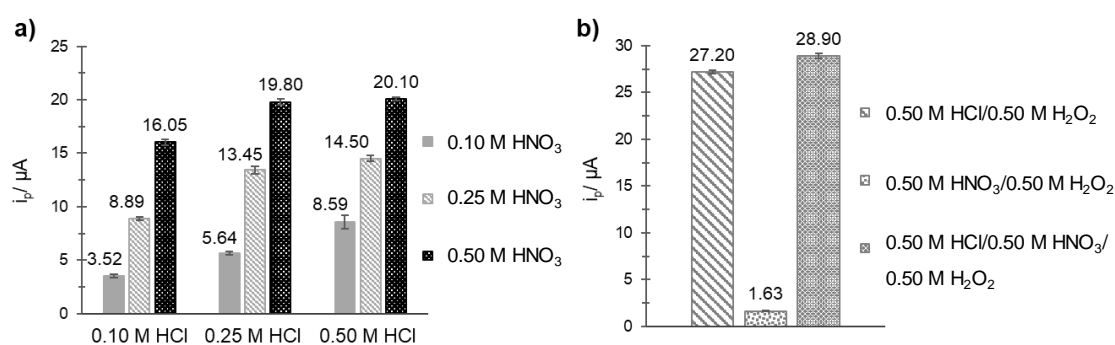 a)
i_p/ µA
25
20
15
10
5
0
3.52
8.89
16.05
5.64
13.45
19.80
8.59
14.50
20.10
0.10 M HCl
0.25 M HCl
0.50 M HCl
0.10 M HNO₃
0.25 M HNO₃
0.50 M HNO₃
b)
i_p/ µA
30
25
20
15
10
5
0
27.20
1.63
28.90
0.50 M HCl/0.50 M H₂O₂
0.50 M HNO₃/0.50 M H₂O₂
0.50 M HCl/0.50 M HNO₃/
0.50 M H₂O₂